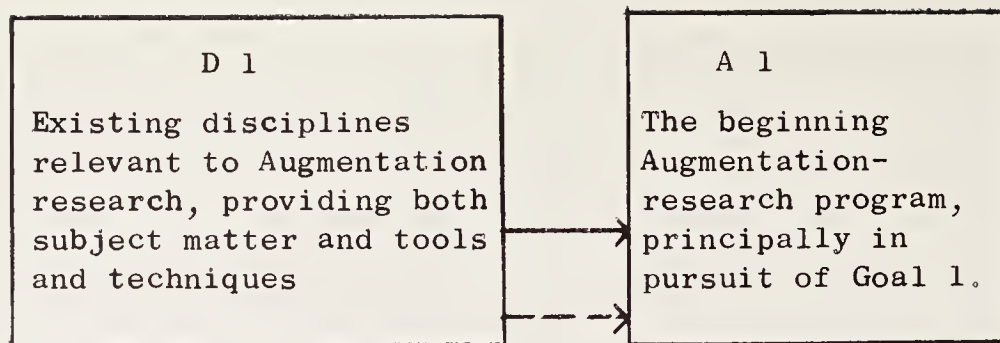 D 1
Existing disciplines
relevant to Augmentation
research, providing both
subject matter and tools
and techniques
A 1
The beginning
Augmentation-
research program,
principally in
pursuit of Goal 1.